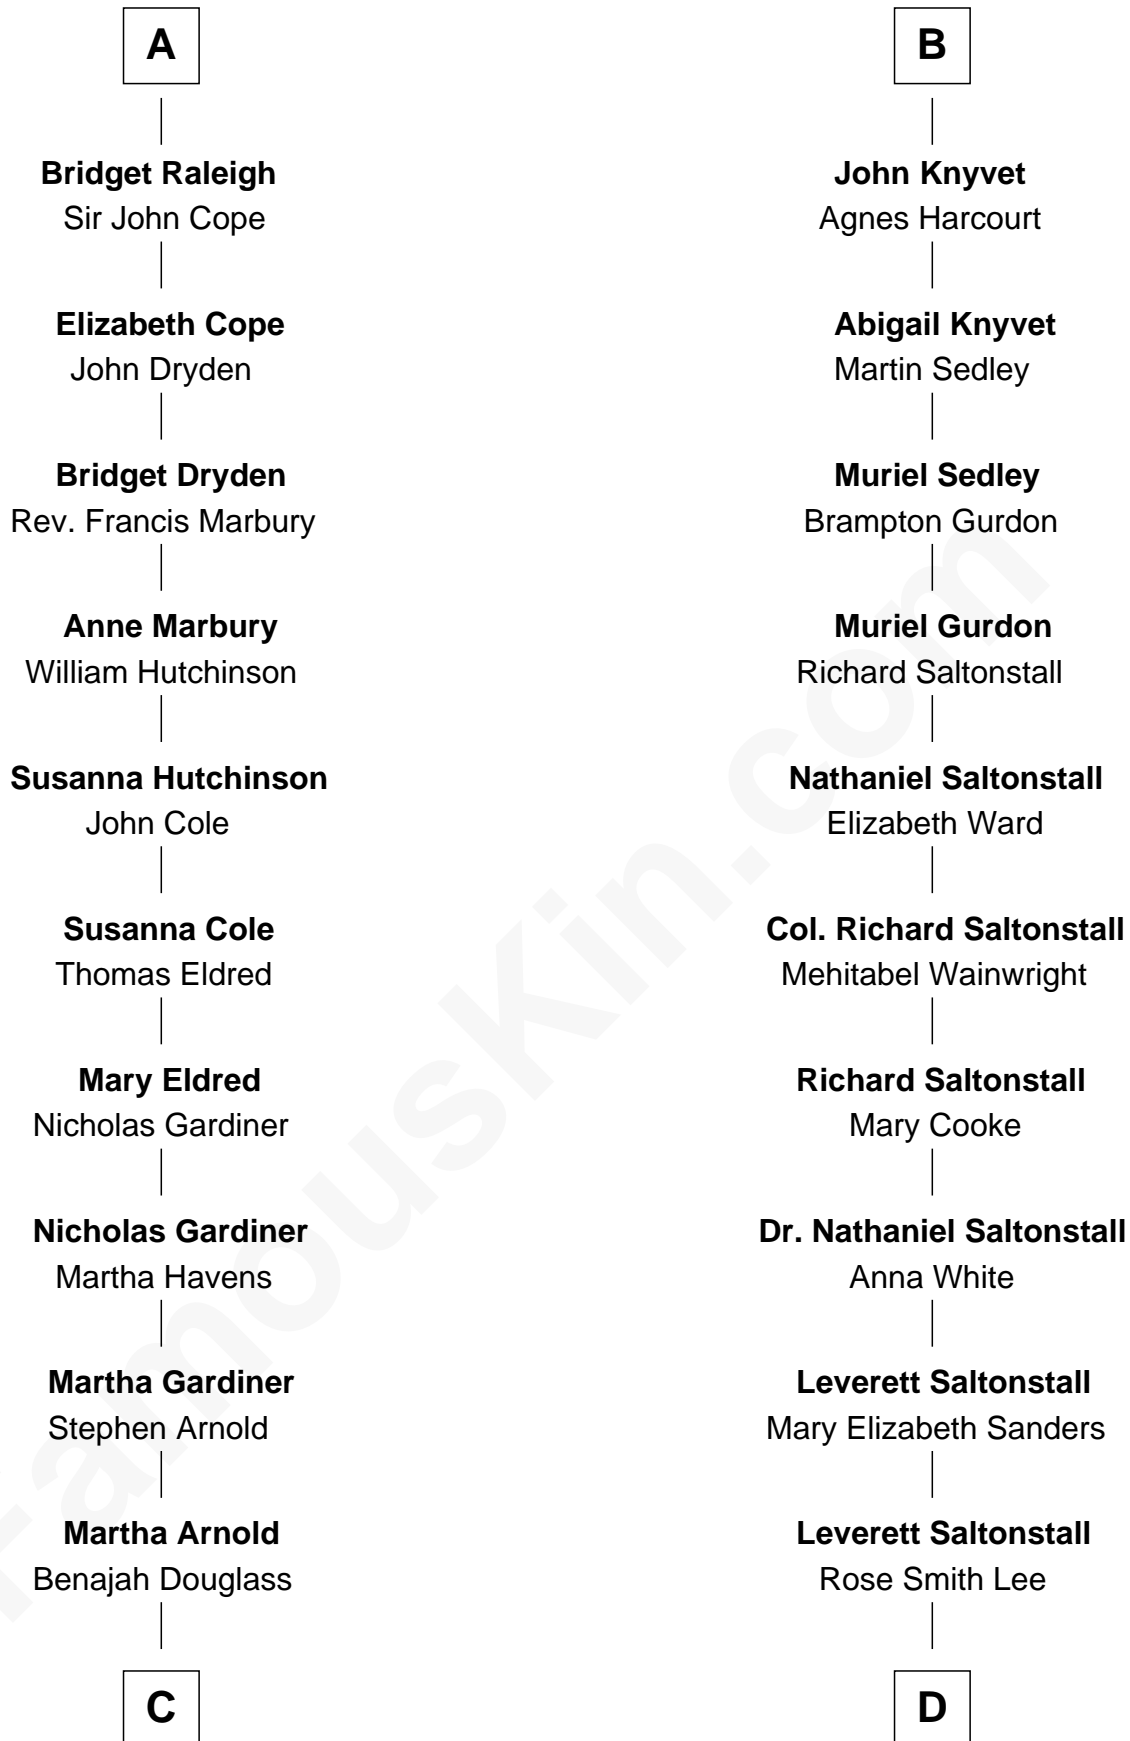 A
Bridget Raleigh
Sir John Cope
Elizabeth Cope
John Dryden
Bridget Dryden
Rev. Francis Marbury
Anne Marbury
William Hutchinson
Susanna Hutchinson
John Cole
Susanna Cole
Thomas Eldred
Mary Eldred
Nicholas Gardiner
Nicholas Gardiner
Martha Havens
Martha Gardiner
Stephen Arnold
Martha Arnold
Benajah Douglass
C
B
John Knyvet
Agnes Harcourt
Abigail Knyvet
Martin Sedley
Muriel Sedley
Brampton Gurdon
Muriel Gurdon
Richard Saltonstall
Nathaniel Saltonstall
Elizabeth Ward
Col. Richard Saltonstall
Mehitabel Wainwright
Richard Saltonstall
Mary Cooke
Dr. Nathaniel Saltonstall
Anna White
Leverett Saltonstall
Mary Elizabeth Sanders
Leverett Saltonstall
Rose Smith Lee
D
FamousKin.com